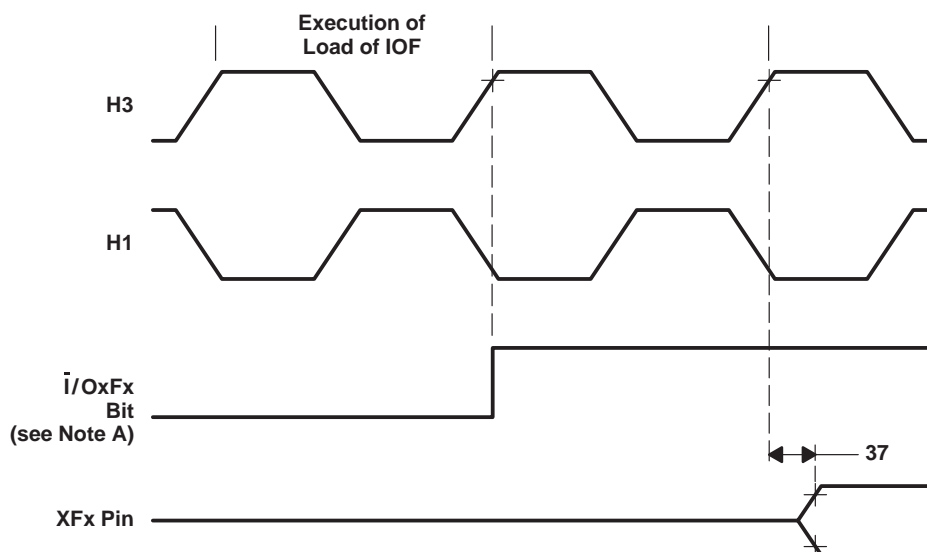 Execution of
Load of IOF
H3
H1
Ī/OxFx
Bit
(see Note A)
37
XFx Pin